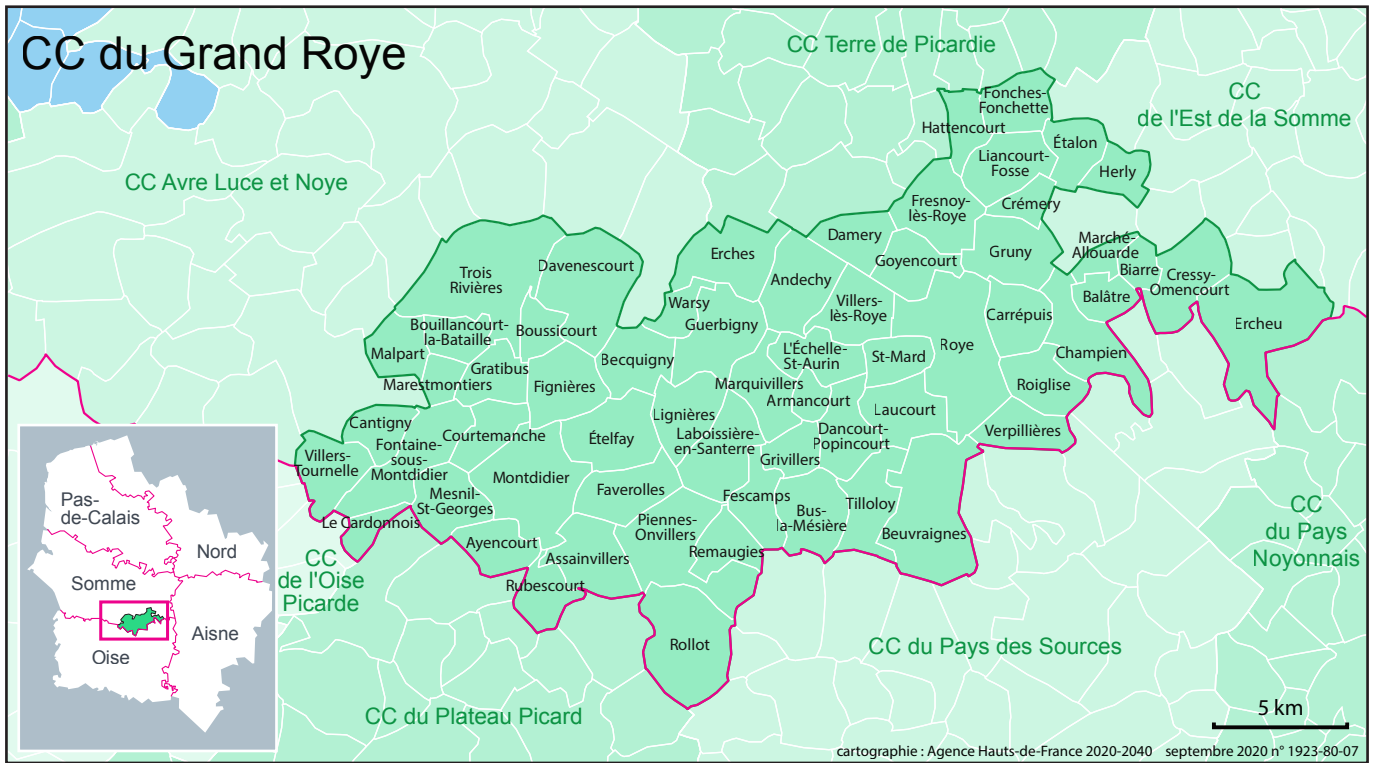 CC du Grand Roye
CC Terre de Picardie
CC
de l'Est de la Somme
CC Avre Luce et Noye
Fonches-
Fonchette
Hattencourt
Étalon
Liancourt-
Fosse
Herly
Fresnoy-
lès-Roye
Crémery
Damery
Marché-
Allouarde
Erches
Goyencourt
Gruny
Davenescourt
Biarre
Cressy-
Omencourt
Trois
Rivières
Andechy
Balâtre
Warsy
Villers-
lès-Roye
Guerbigny
Carrépuis
Ercheu
Bouillancourt-
la-Bataille
Boussicourt
Roye
Malpart
Becquigny
L'Échelle-
St-Aurin
St-Mard
Champien
Gratibus
Marestmontiers
Fignières
Marquivillers
Roiglise
Armancourt
Laucourt
Cantigny
Lignières
Verpillières
Courtemanche
Ételfay
Laboissière-
en-Santerre
Dancourt-
Popincourt
Fontaine-
sous-
Montdidier
Villers-
Tournelle
Grivillers
Montdidier
Faverolles
Mesnil-
St-Georges
Fescamps
Tilloloy
Bus-
la-Mésière
Le Cardonnois
Piennes-
Onvillers
Beuvraignes
Ayencourt
Remaugies
Assainvillers
Rubescourt
Rollot
CC
de l'Oise
Picarde
CC
du Pays
Noyonnais
CC du Pays des Sources
CC du Plateau Picard
Pas-
de-Calais
Nord
Somme
Aisne
Oise
5 km
cartographie : Agence Hauts-de-France 2020-2040 septembre 2020 n° 1923-80-07